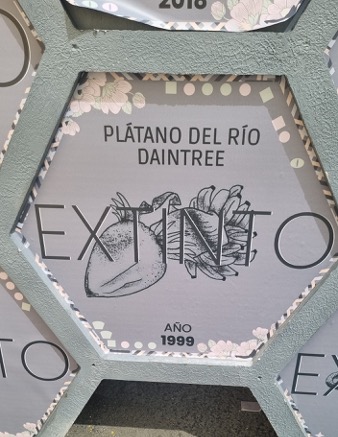 2018
PLÁTANO DEL RÍO
DAINTREE
EXTINTO
AÑO
1999